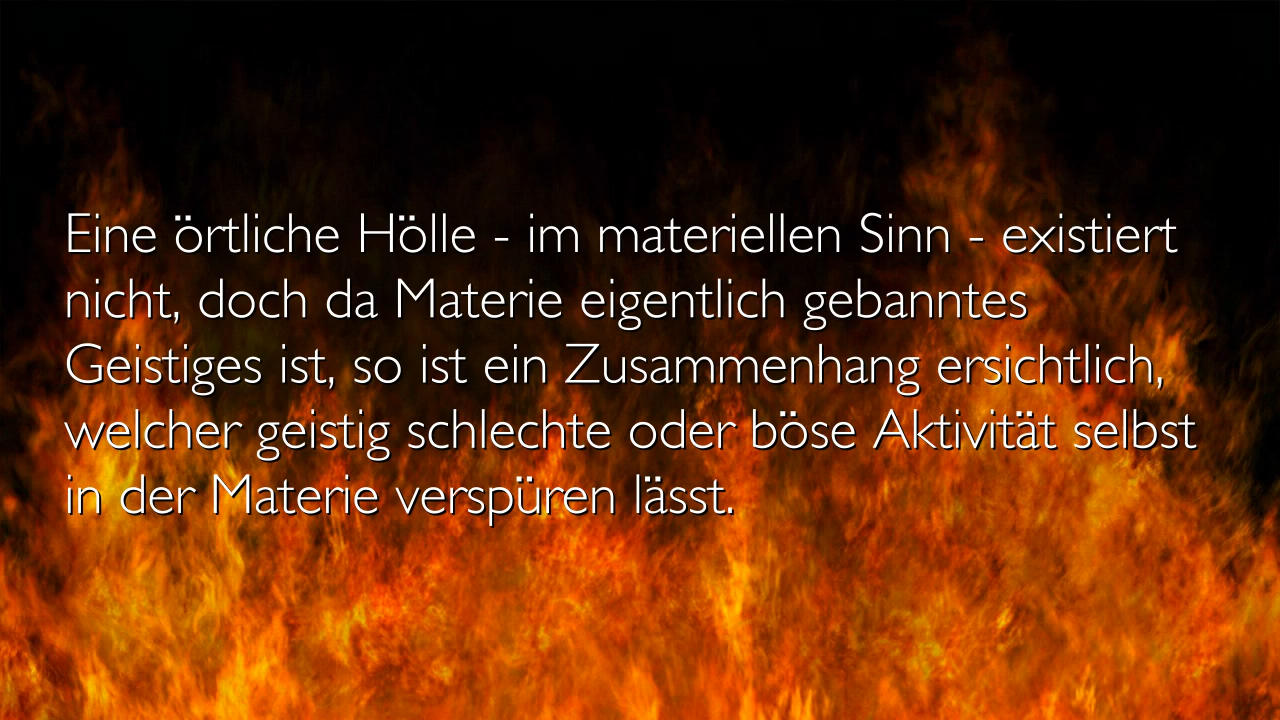 Eine örtliche Hölle - im materiellen Sinn - existiert
nicht, doch da Materie eigentlich gebanntes
Geistiges ist, so ist ein Zusammenhang ersichtlich,
welcher geistig schlechte oder böse Aktivität selbst
in der Materie verspüren lässt.